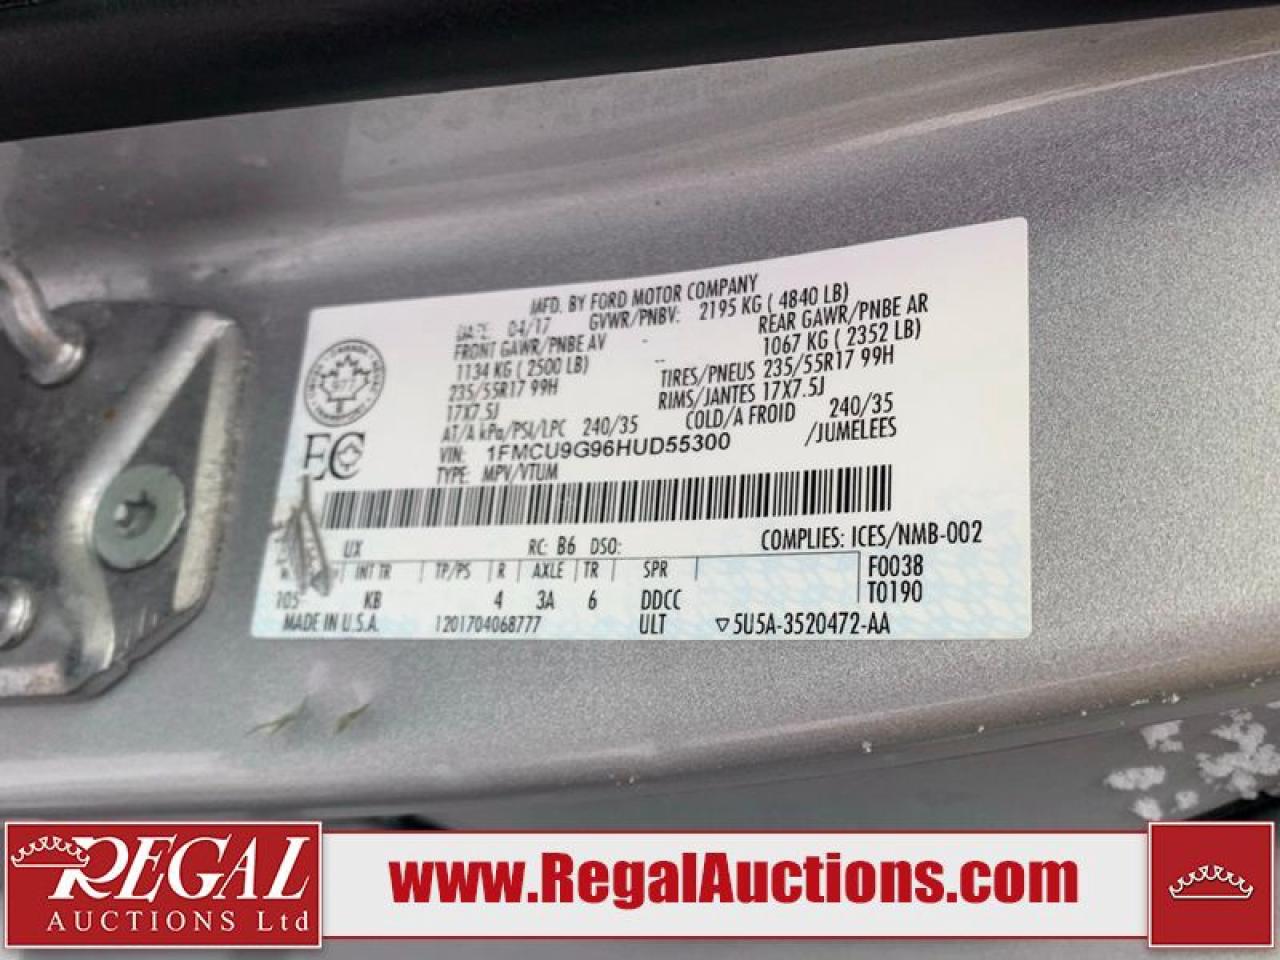 MFD. BY FORD MOTOR COMPANY
DATE: 04/17 GVWR/PNBV: 2195 KG ( 4840 LB)
FRONT GAWR/PNBE AV REAR GAWR/PNBE AR
1134 KG ( 2500 LB) 1067 KG ( 2352 LB)
235/55R17 99H TIRES/PNEUS 235/55R17 99H
17X7.5J RIMS/JANTES 17X7.5J
AT/A kPa/PSI/LPC 240/35 COLD/A FROID 240/35
VIN: 1FMCU9G96HUD55300 /JUMELEES
TYPE: MPV/VTUM
EC
UX RC: B6 DSO: COMPLIES: ICES/NMB-002
INT TR TP/PS R AXLE TR SPR F0038
105 KB 4 3A 6 DDCC T0190
MADE IN U.S.A. 1201704068777 ULT ▽5U5A-3520472-AA
REGAL
AUCTIONS Ltd
www.RegalAuctions.com